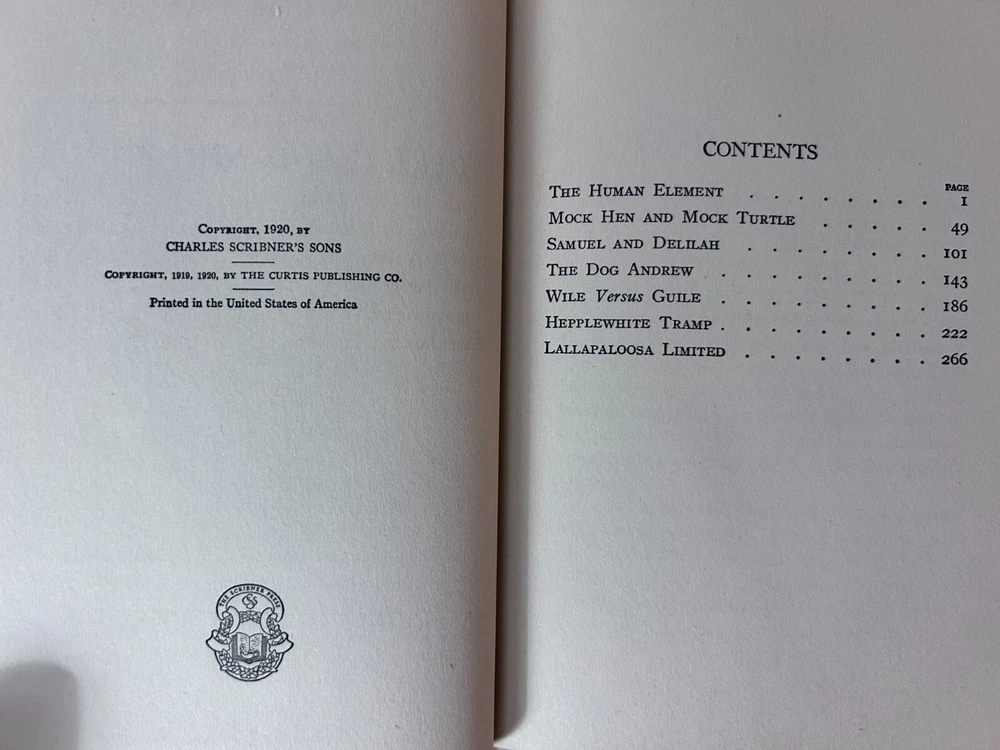 COPYRIGHT, 1920, BY
CHARLES SCRIBNER'S SONS
COPYRIGHT, 1919, 1920, BY THE CURTIS PUBLISHING CO.
Printed in the United States of America
THE SCRIBNER PRESS
CONTENTS
PAGE
THE HUMAN ELEMENT . . . . . . . . 1
MOCK HEN AND MOCK TURTLE . . . . . 49
SAMUEL AND DELILAH . . . . . . . . 101
THE DOG ANDREW . . . . . . . . . 143
WILE Versus GUILE . . . . . . . . 186
HEPPLEWHITE TRAMP . . . . . . . . . 222
LALLAPALOOSA LIMITED . . . . . . . . 266